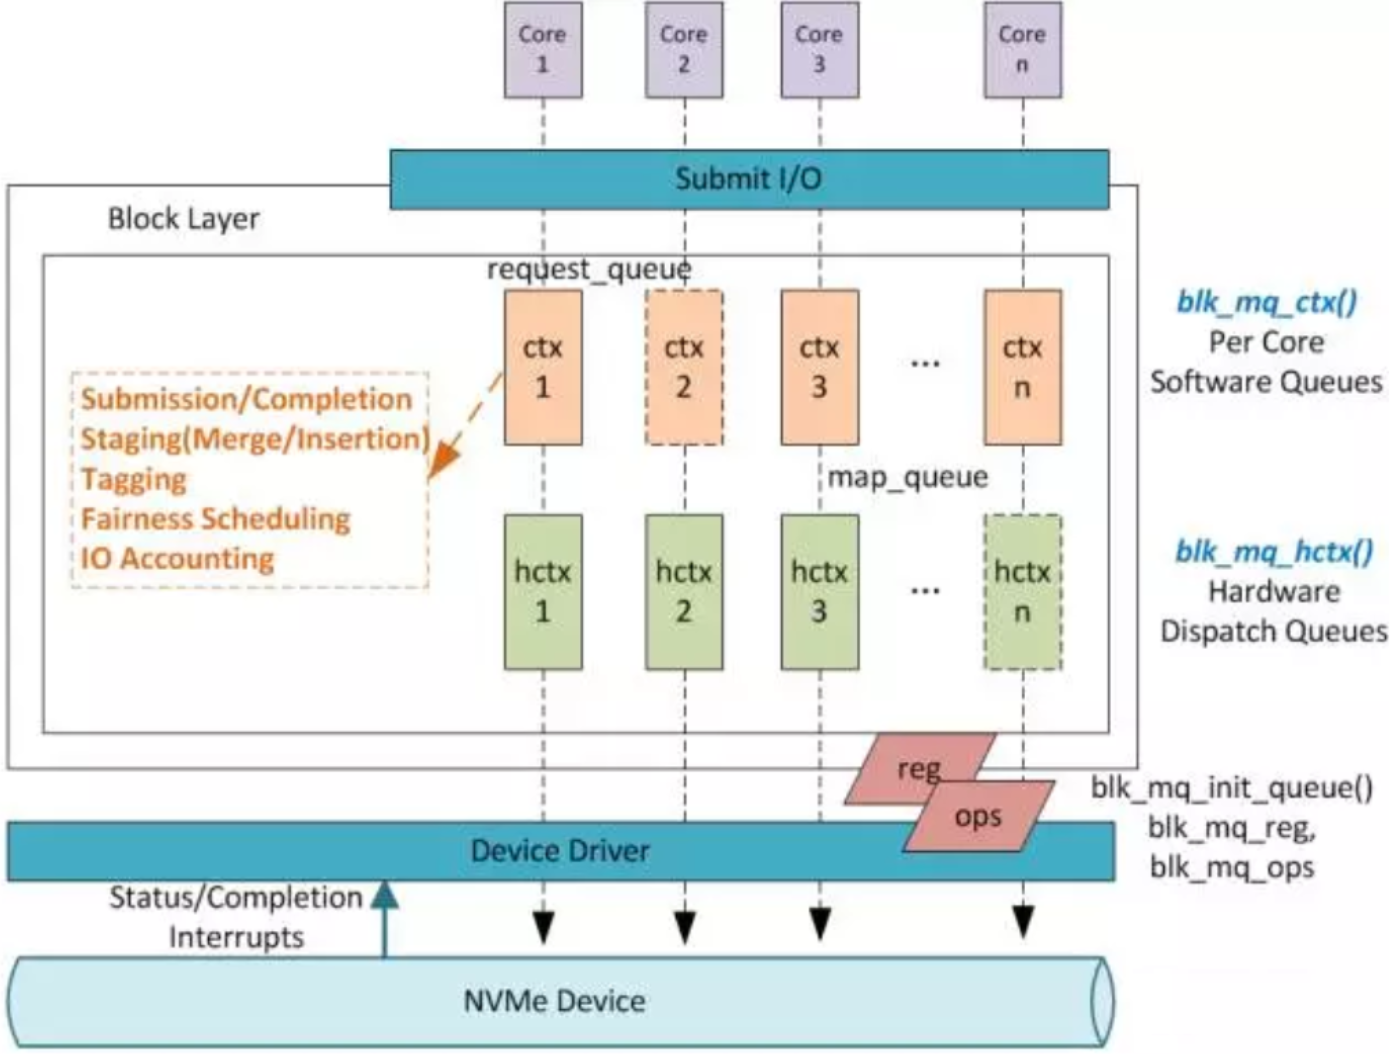 Core
1
Core
2
Core
3
Core
n
Submit I/O
Block Layer
request_queue
ctx
1
ctx
2
ctx
3
...
ctx
n
blk_mq_ctx()
Per Core
Software Queues
Submission/Completion
Staging(Merge/Insertion)
Tagging
Fairness Scheduling
IO Accounting
map_queue
hctx
1
hctx
2
hctx
3
...
hctx
n
blk_mq_hctx()
Hardware
Dispatch Queues
reg
ops
blk_mq_init_queue()
blk_mq_reg,
blk_mq_ops
Device Driver
Status/Completion
Interrupts
NVMe Device